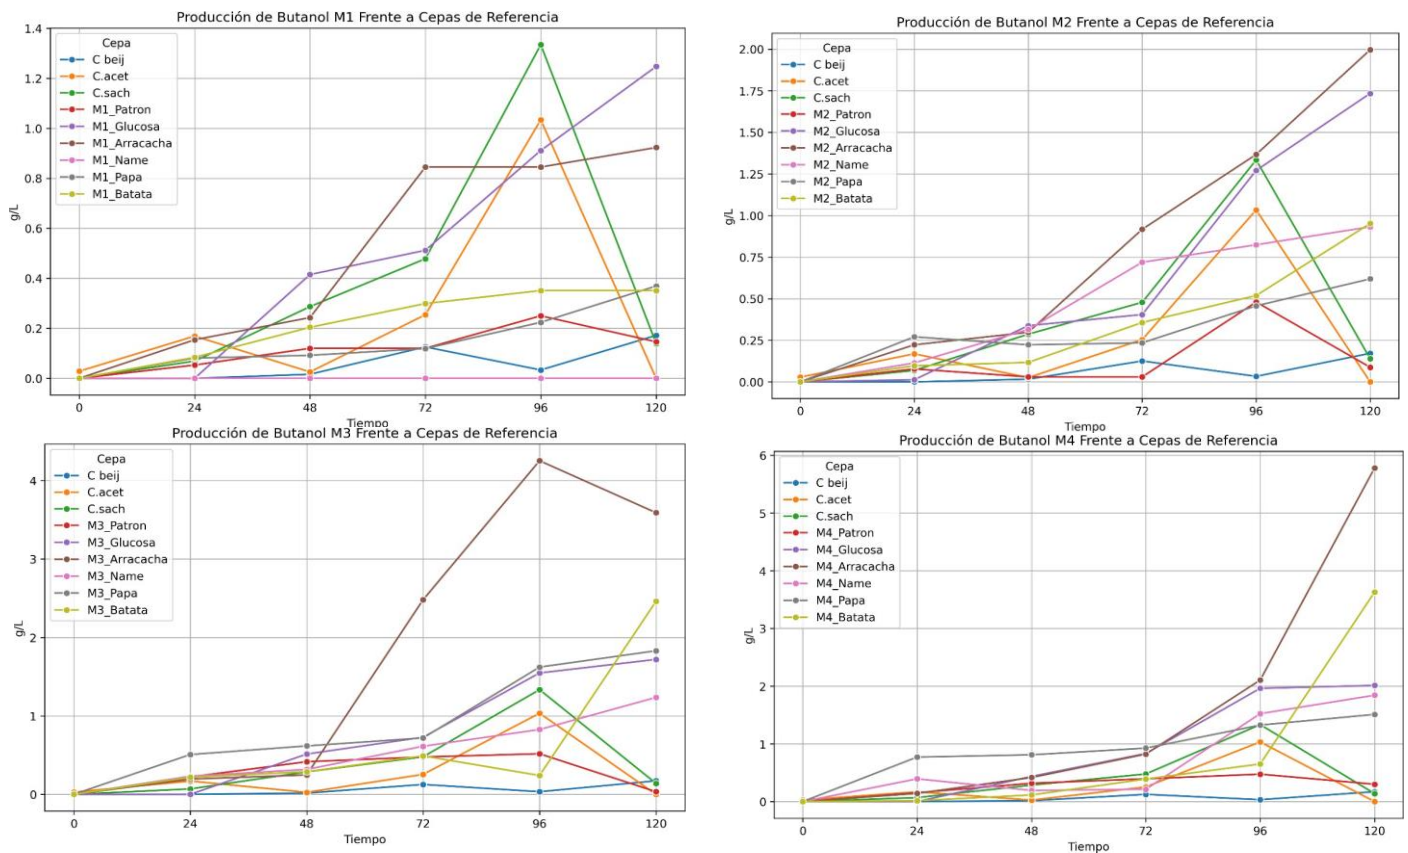 Producción de Butanol M1 Frente a Cepas de Referencia
1.4
1.2
1.0
0.8
0.6
0.4
0.2
0.0
g/L
Cepa
C beij
C.acet
C.sach
M1_Patron
M1_Glucosa
M1_Arracacha
M1_Name
M1_Papa
M1_Batata
0 24 48 72 96 120
Tiempo
Producción de Butanol M2 Frente a Cepas de Referencia
2.00
1.75
1.50
1.25
1.00
0.75
0.50
0.25
0.00
g/L
Cepa
C beij
C.acet
C.sach
M2_Patron
M2_Glucosa
M2_Arracacha
M2_Name
M2_Papa
M2_Batata
0 24 48 72 96 120
Tiempo
Producción de Butanol M3 Frente a Cepas de Referencia
4
3
2
1
0
g/L
Cepa
C beij
C.acet
C.sach
M3_Patron
M3_Glucosa
M3_Arracacha
M3_Name
M3_Papa
M3_Batata
0 24 48 72 96 120
Tiempo
Producción de Butanol M4 Frente a Cepas de Referencia
6
5
4
3
2
1
0
g/L
Cepa
C beij
C.acet
C.sach
M4_Patron
M4_Glucosa
M4_Arracacha
M4_Name
M4_Papa
M4_Batata
0 24 48 72 96 120
Tiempo